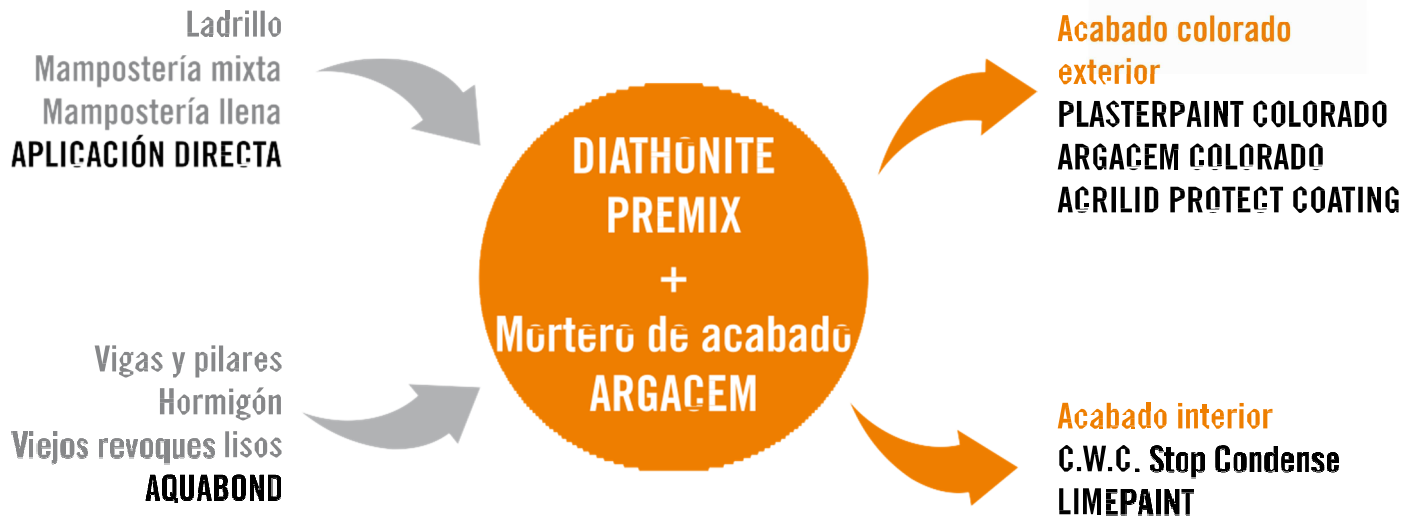 Ladrillo
Mampostería mixta
Mampostería llena
APLICACIÓN DIRECTA
Vigas y pilares
Hormigón
Viejos revoques lisos
AQUABOND
DIATHONITE
PREMIX
+
Mortero de acabado
ARGACEM
Acabado colorado
exterior
PLASTERPAINT COLORADO
ARGACEM COLORADO
ACRILID PROTECT COATING
Acabado interior
C.W.C. Stop Condense
LIMEPAINT